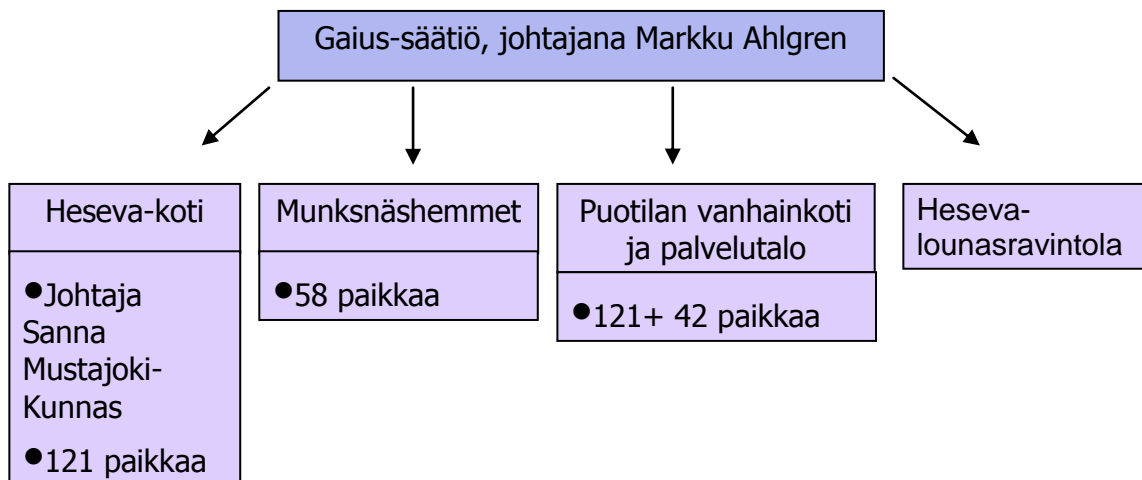 Gaius-säätiö, johtajana Markku Ahlgren
Heseva-koti
●Johtaja
Sanna
Mustajoki-
Kunnas
●121 paikkaa
Munksnäshemmet
●58 paikkaa
Puotilan vanhainkoti
ja palvelutalo
●121+ 42 paikkaa
Heseva-
lounasravintola